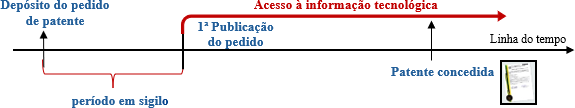 Depósito do pedido
de patente
Acesso à informação tecnológica
1ª Publicação
do pedido
Linha do tempo
Patente concedida
período em sigilo